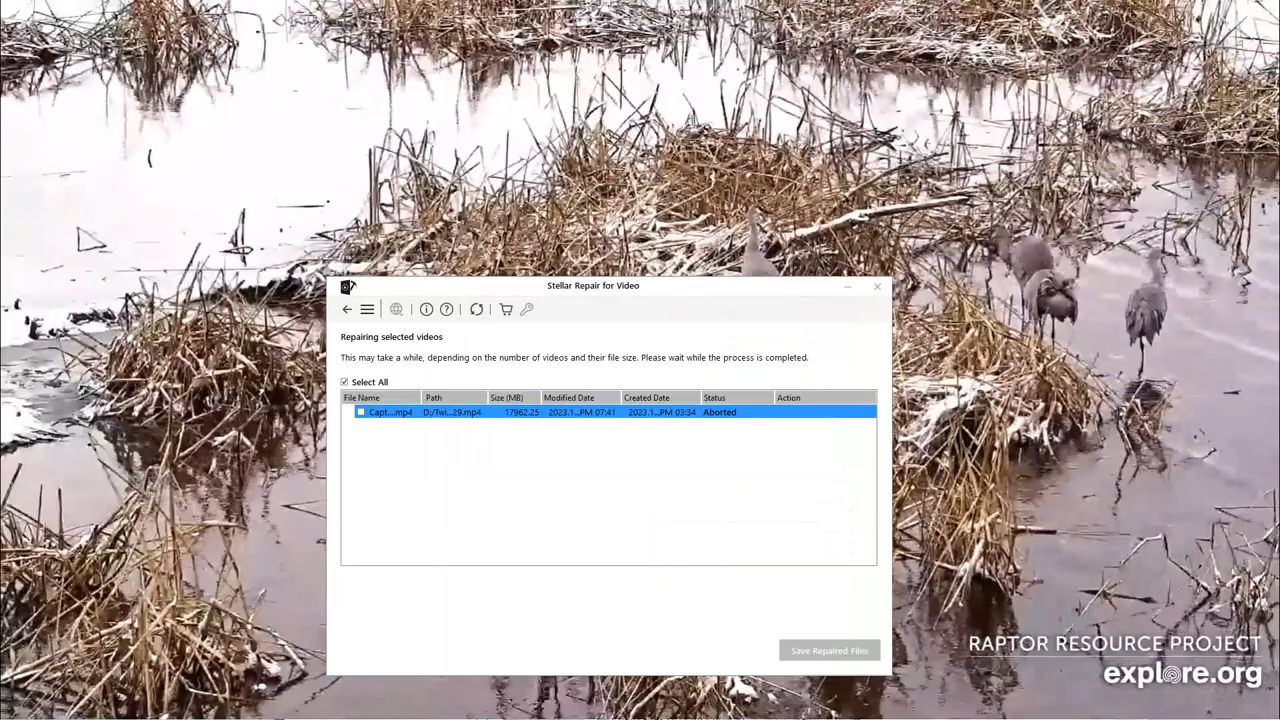 Stellar Repair for Video
Repairing selected videos
This may take a while, depending on the number of videos and their file size. Please wait while the process is completed.
Select All
File Name Path Size (MB) Modified Date Created Date Status Action
Capt....mp4 D:/Twi...29.mp4 17962.25 2023.1...PM 07:41 2023.1...PM 03:34 Aborted
Save Repaired Files
RAPTOR RESOURCE PROJECT
explore.org